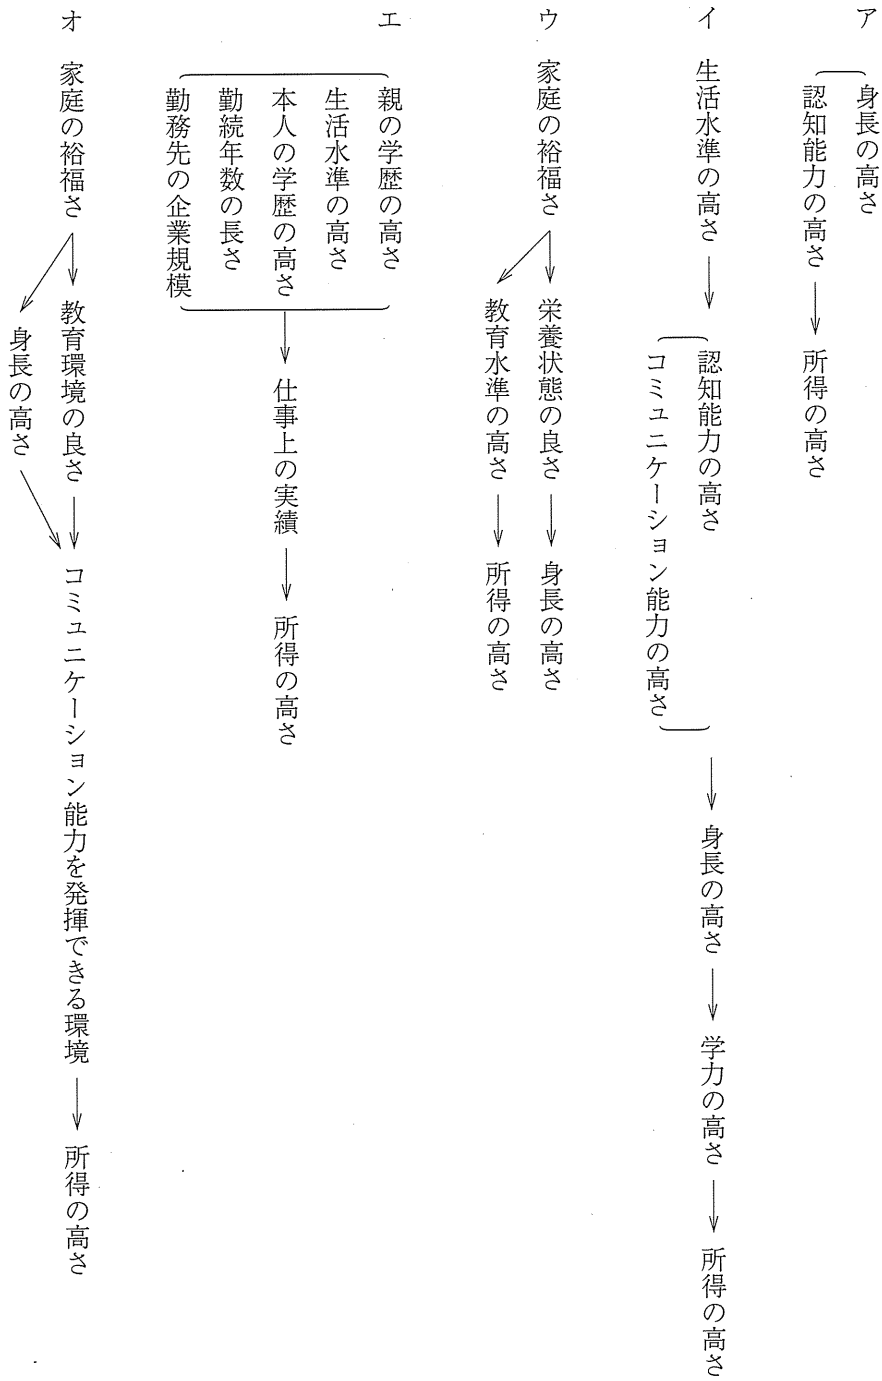 ア
身長の高さ
認知能力の高さ → 所得の高さ
イ 生活水準の高さ →
認知能力の高さ
コミュニケーション能力の高さ
→ 身長の高さ → 学力の高さ → 所得の高さ
ウ 家庭の裕福さ
栄養状態の良さ → 身長の高さ
教育水準の高さ → 所得の高さ
エ
親の学歴の高さ
生活水準の高さ
本人の学歴の高さ
勤続年数の長さ
勤務先の企業規模
→ 仕事上の実績 → 所得の高さ
オ 家庭の裕福さ
教育環境の良さ
身長の高さ
コミュニケーション能力を発揮できる環境 → 所得の高さ